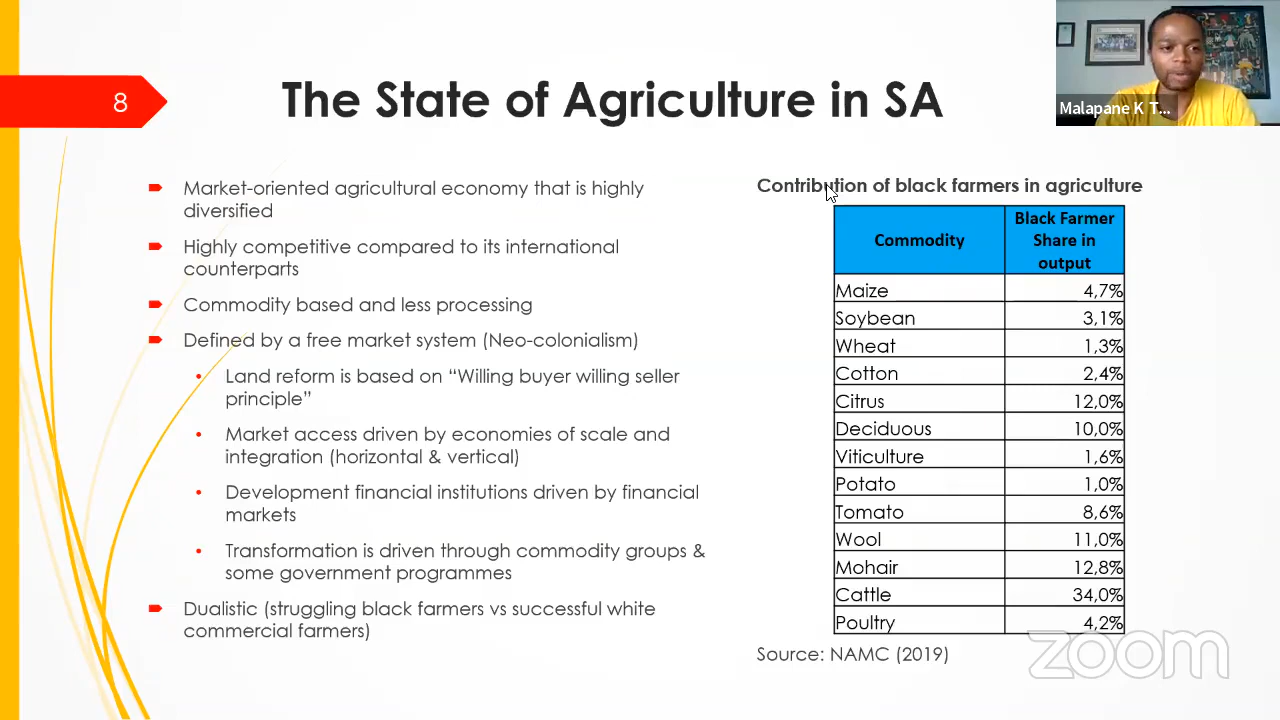 8
The State of Agriculture in SA
Malapane K T...
Market-oriented agricultural economy that is highly
diversified
Highly competitive compared to its international
counterparts
Commodity based and less processing
Defined by a free market system (Neo-colonialism)
Land reform is based on “Willing buyer willing seller
principle”
Market access driven by economies of scale and
integration (horizontal & vertical)
Development financial institutions driven by financial
markets
Transformation is driven through commodity groups &
some government programmes
Dualistic (struggling black farmers vs successful white
commercial farmers)
Contribution of black farmers in agriculture
Commodity
Black Farmer
Share in
output
Maize 4,7%
Soybean 3,1%
Wheat 1,3%
Cotton 2,4%
Citrus 12,0%
Deciduous 10,0%
Viticulture 1,6%
Potato 1,0%
Tomato 8,6%
Wool 11,0%
Mohair 12,8%
Cattle 34,0%
Poultry 4,2%
Source: NAMC (2019)
zoom